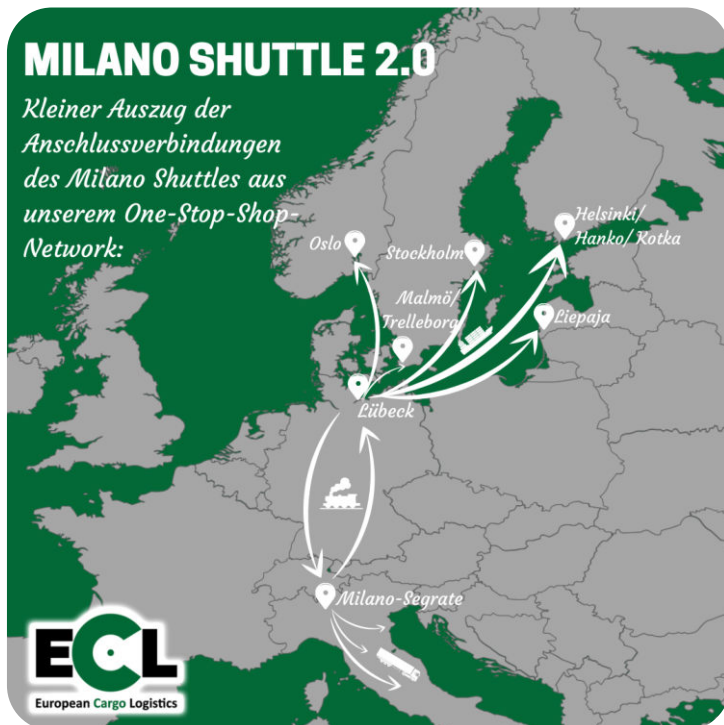 MILANO SHUTTLE 2.0
Kleiner Auszug der
Anschlussverbindungen
des Milano Shuttles aus
unserem One-Stop-Shop-
Network:
Oslo
Stockholm
Helsinki/
Hanko/ Kotka
Malmö/
Trelleborg
Liepaja
Lübeck
Milano-Segrate
ECL
European Cargo Logistics